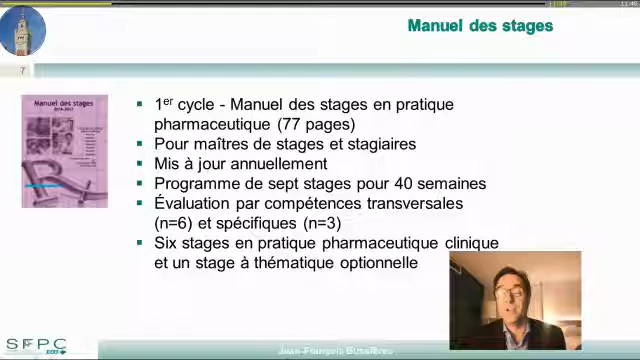 Manuel des stages
7
Manuel des stages
1er cycle - Manuel des stages en pratique
pharmaceutique (77 pages)
Pour maîtres de stages et stagiaires
Mis à jour annuellement
Programme de sept stages pour 40 semaines
Évaluation par compétences transversales
(n=6) et spécifiques (n=3)
Six stages en pratique pharmaceutique clinique
et un stage à thématique optionnelle
SFPC
Jean-François Bussières